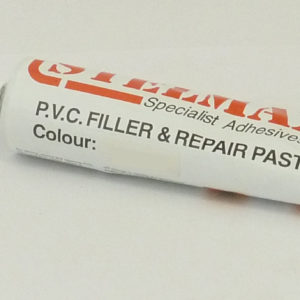 Specialist Adhesives
P.V.C. FILLER & REPAIR PAST
Colour: